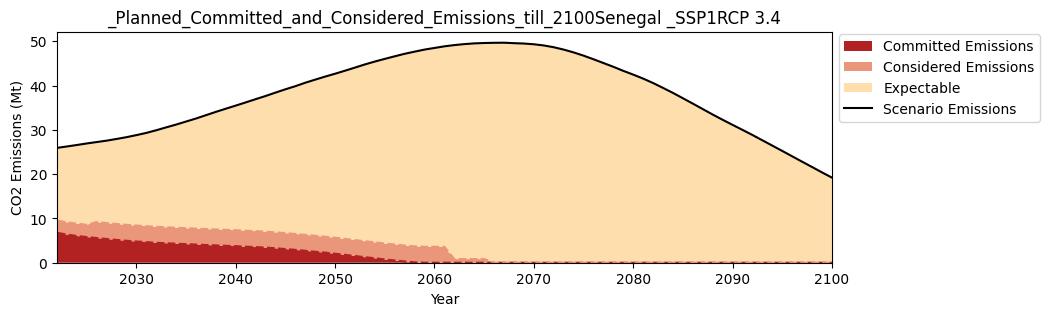 _Planned_Committed_and_Considered_Emissions_till_2100Senegal _SSP1RCP 3.4
CO2 Emissions (Mt)
50
40
30
20
10
0
2030 2040 2050 2060 2070 2080 2090 2100
Year
Committed Emissions
Considered Emissions
Expectable
Scenario Emissions